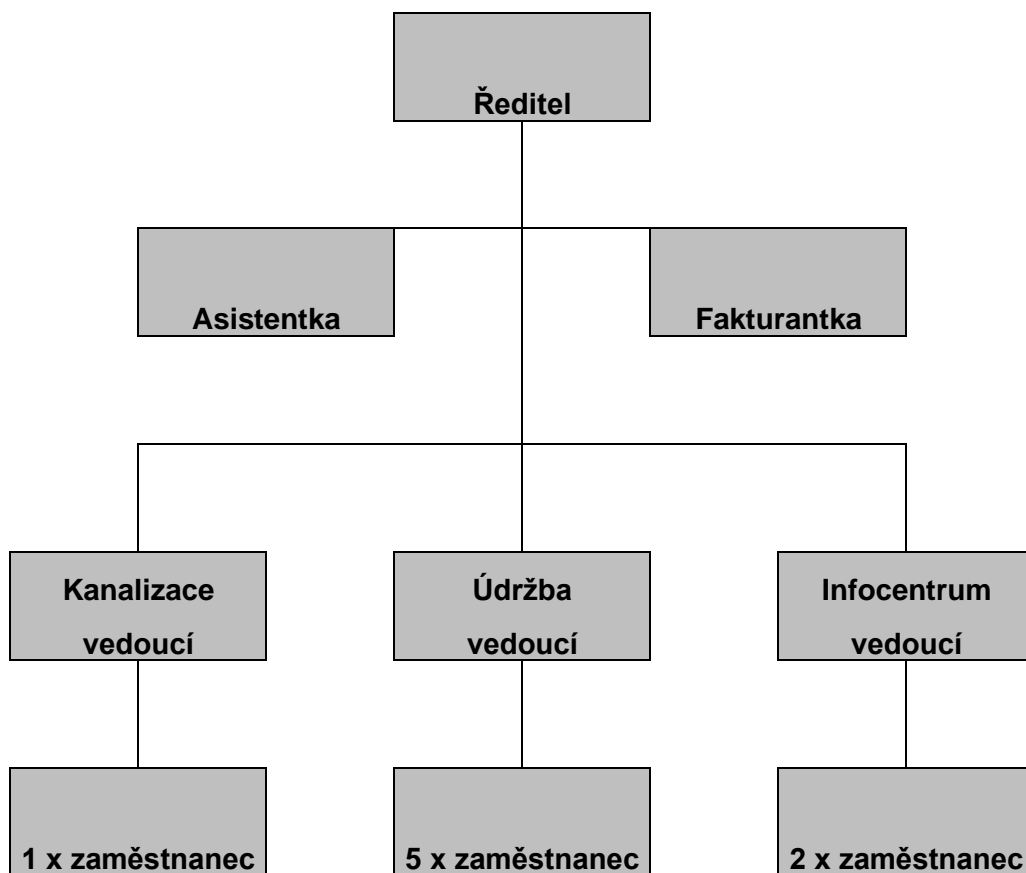 Ředitel
Asistentka
Fakturantka
Kanalizace
vedoucí
Údržba
vedoucí
Infocentrum
vedoucí
1 x zaměstnanec
5 x zaměstnanec
2 x zaměstnanec